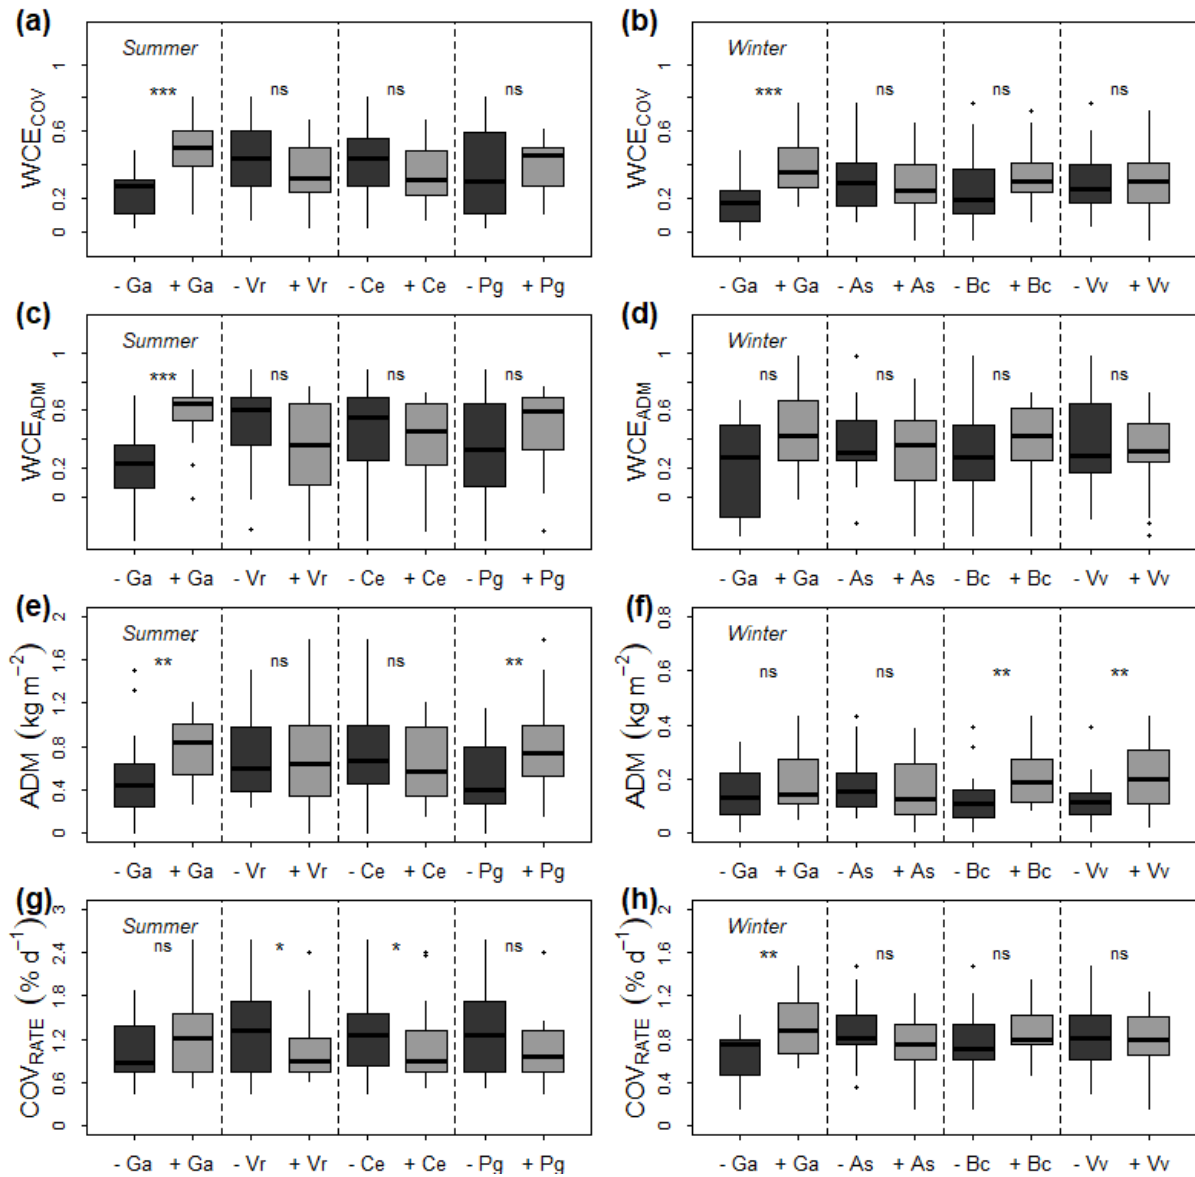 (a)
Summer
WCE_COV
1
0.6
0.2
0
*** ns ns ns
- Ga + Ga - Vr + Vr - Ce + Ce - Pg + Pg
(b)
Winter
WCE_COV
1
0.6
0.2
0
*** ns ns ns
- Ga + Ga - As + As - Bc + Bc - Vv + Vv
(c)
Summer
WCE_ADM
1
0.6
0.2
0
*** ns ns ns
- Ga + Ga - Vr + Vr - Ce + Ce - Pg + Pg
(d)
Winter
WCE_ADM
1
0.6
0.2
0
ns ns ns ns
- Ga + Ga - As + As - Bc + Bc - Vv + Vv
(e)
Summer
ADM (kg m⁻²)
2
1.6
1.2
0.8
0.4
0
** ns ns **
- Ga + Ga - Vr + Vr - Ce + Ce - Pg + Pg
(f)
Winter
ADM (kg m⁻²)
0.8
0.6
0.4
0.2
0
ns ns ** **
- Ga + Ga - As + As - Bc + Bc - Vv + Vv
(g)
Summer
COV_RATE (% d⁻¹)
3
2.4
1.8
1.2
0.6
0
ns * * ns
- Ga + Ga - Vr + Vr - Ce + Ce - Pg + Pg
(h)
Winter
COV_RATE (% d⁻¹)
2
1.6
1.2
0.8
0.4
0
** ns ns ns
- Ga + Ga - As + As - Bc + Bc - Vv + Vv